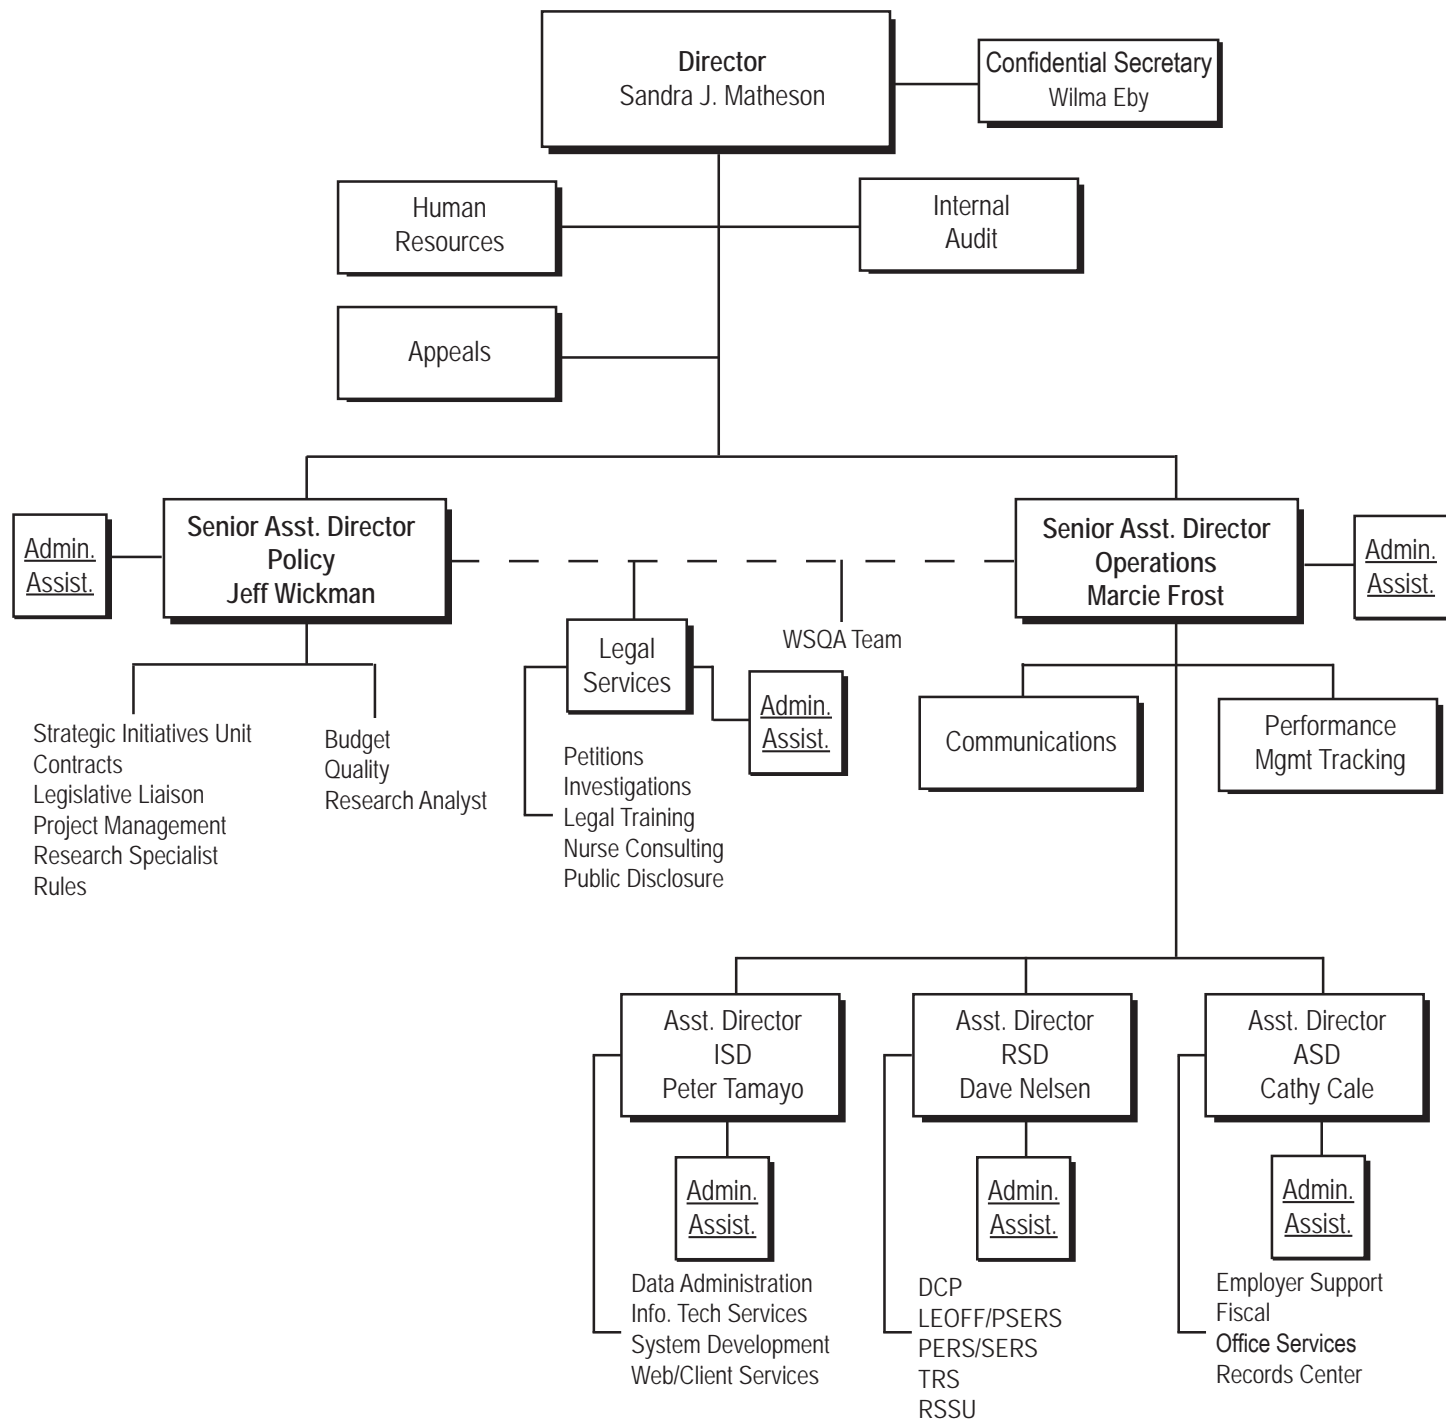 Director
Sandra J. Matheson
Confidential Secretary
Wilma Eby
Human
Resources
Internal
Audit
Appeals
Admin.
Assist.
Senior Asst. Director
Policy
Jeff Wickman
Senior Asst. Director
Operations
Marcie Frost
Admin.
Assist.
Strategic Initiatives Unit
Contracts
Legislative Liaison
Project Management
Research Specialist
Rules
Budget
Quality
Research Analyst
Legal
Services
Admin.
Assist.
Petitions
Investigations
Legal Training
Nurse Consulting
Public Disclosure
WSQA Team
Communications
Performance
Mgmt Tracking
Asst. Director
ISD
Peter Tamayo
Admin.
Assist.
Data Administration
Info. Tech Services
System Development
Web/Client Services
Asst. Director
RSD
Dave Nelsen
Admin.
Assist.
DCP
LEOFF/PSERS
PERS/SERS
TRS
RSSU
Asst. Director
ASD
Cathy Cale
Admin.
Assist.
Employer Support
Fiscal
Office Services
Records Center